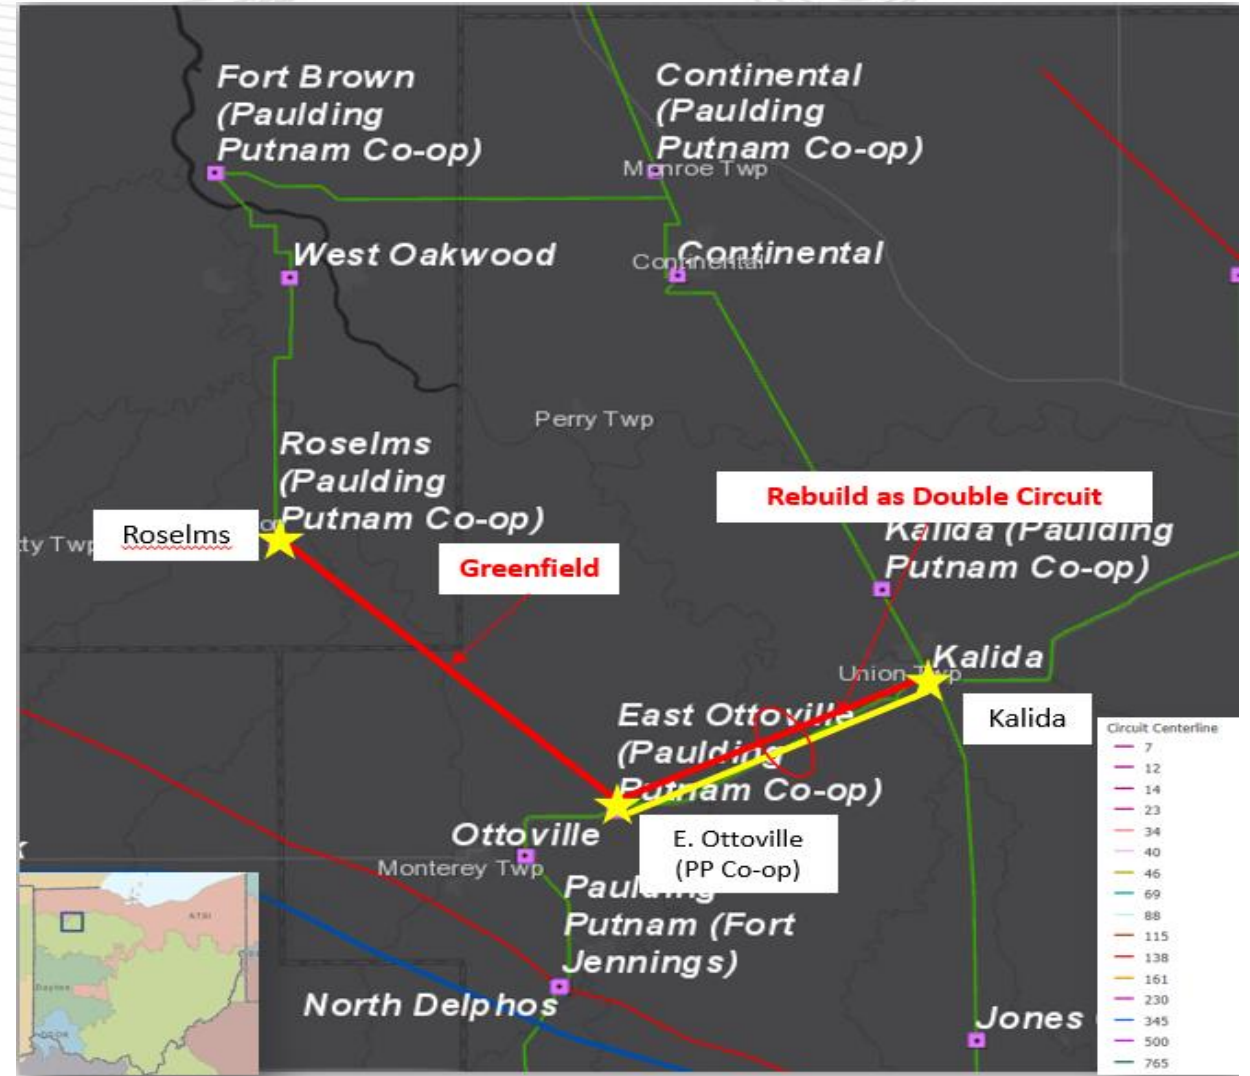 Fort Brown
(Paulding
Putnam Co-op)
Continental
(Paulding
Putnam Co-op)
Monroe Twp
West Oakwood
Continental
Continental
Perry Twp
Roselms
(Paulding
Putnam Co-op)
Roselms
Rebuild as Double Circuit
Kalida (Paulding
Putnam Co-op)
Greenfield
Kalida
Union Twp
Kalida
East Ottoville
(Paulding
Putnam Co-op)
Ottoville
E. Ottoville
(PP Co-op)
Monterey Twp
Paulding
Putnam (Fort
Jennings)
North Delphos
Jones
Circuit Centerline
7
12
14
23
34
40
46
69
88
115
138
161
230
345
500
765
ATSI
Dayton